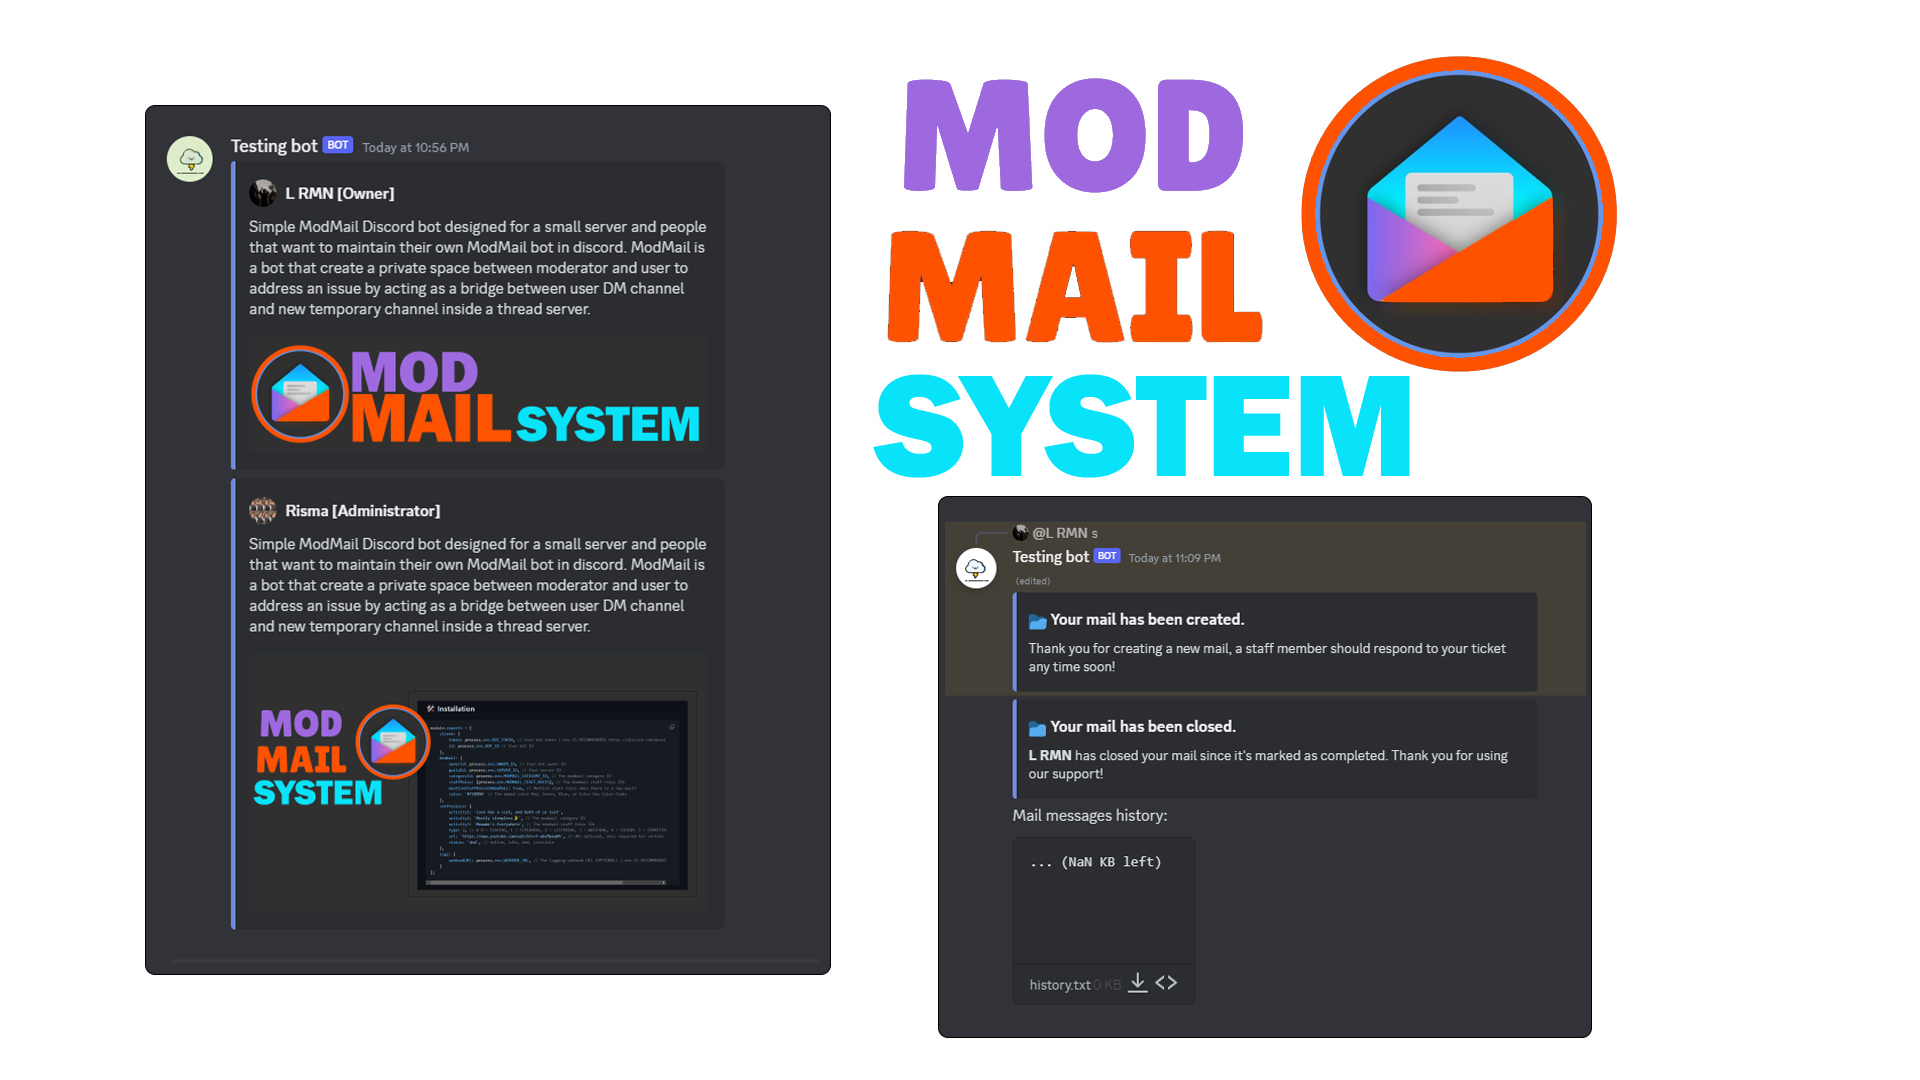 Testing bot BOT Today at 10:56 PM
L RMN [Owner]
Simple ModMail Discord bot designed for a small server and people
that want to maintain their own ModMail bot in discord. ModMail is
a bot that create a private space between moderator and user to
address an issue by acting as a bridge between user DM channel
and new temporary channel inside a thread server.
MOD
MAIL SYSTEM
Risma [Administrator]
Simple ModMail Discord bot designed for a small server and people
that want to maintain their own ModMail bot in discord. ModMail is
a bot that create a private space between moderator and user to
address an issue by acting as a bridge between user DM channel
and new temporary channel inside a thread server.
MOD
MAIL
SYSTEM
Installation
MOD
MAIL
SYSTEM
@L RMN s
Testing bot BOT Today at 11:09 PM
(edited)
Your mail has been created.
Thank you for creating a new mail, a staff member should respond to your ticket
any time soon!
Your mail has been closed.
L RMN has closed your mail since it's marked as completed. Thank you for using
our support!
Mail messages history:
... (NaN KB left)
history.txt 0 KB